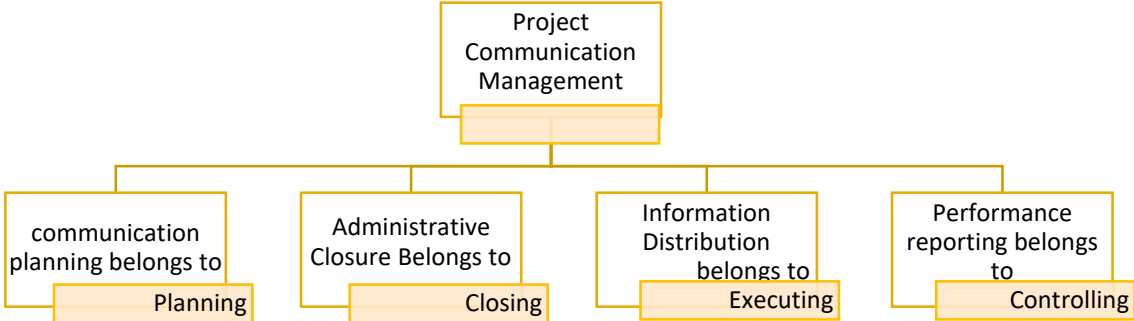 Project
Communication
Management
communication
planning belongs to
Planning
Administrative
Closure Belongs to
Closing
Information
Distribution
belongs to
Executing
Performance
reporting belongs
to
Controlling